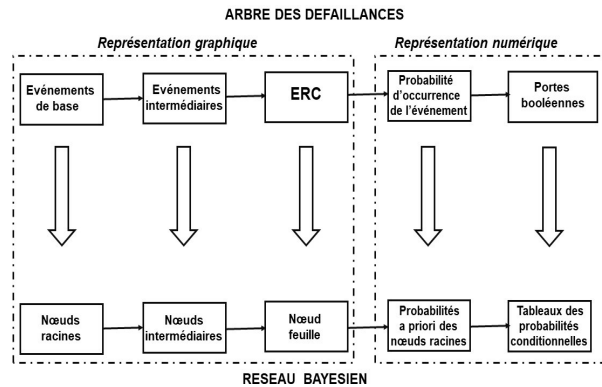 ARBRE DES DEFAILLANCES
Représentation graphique
Représentation numérique
Evénements
de base
Evénements
intermédiaires
ERC
Probabilité
d'occurrence
de l'événement
Portes
booléennes
Nœuds
racines
Nœuds
intermédiaires
Nœud
feuille
Probabilités
a priori des
nœuds racines
Tableaux des
probabilités
conditionnelles
RESEAU BAYESIEN